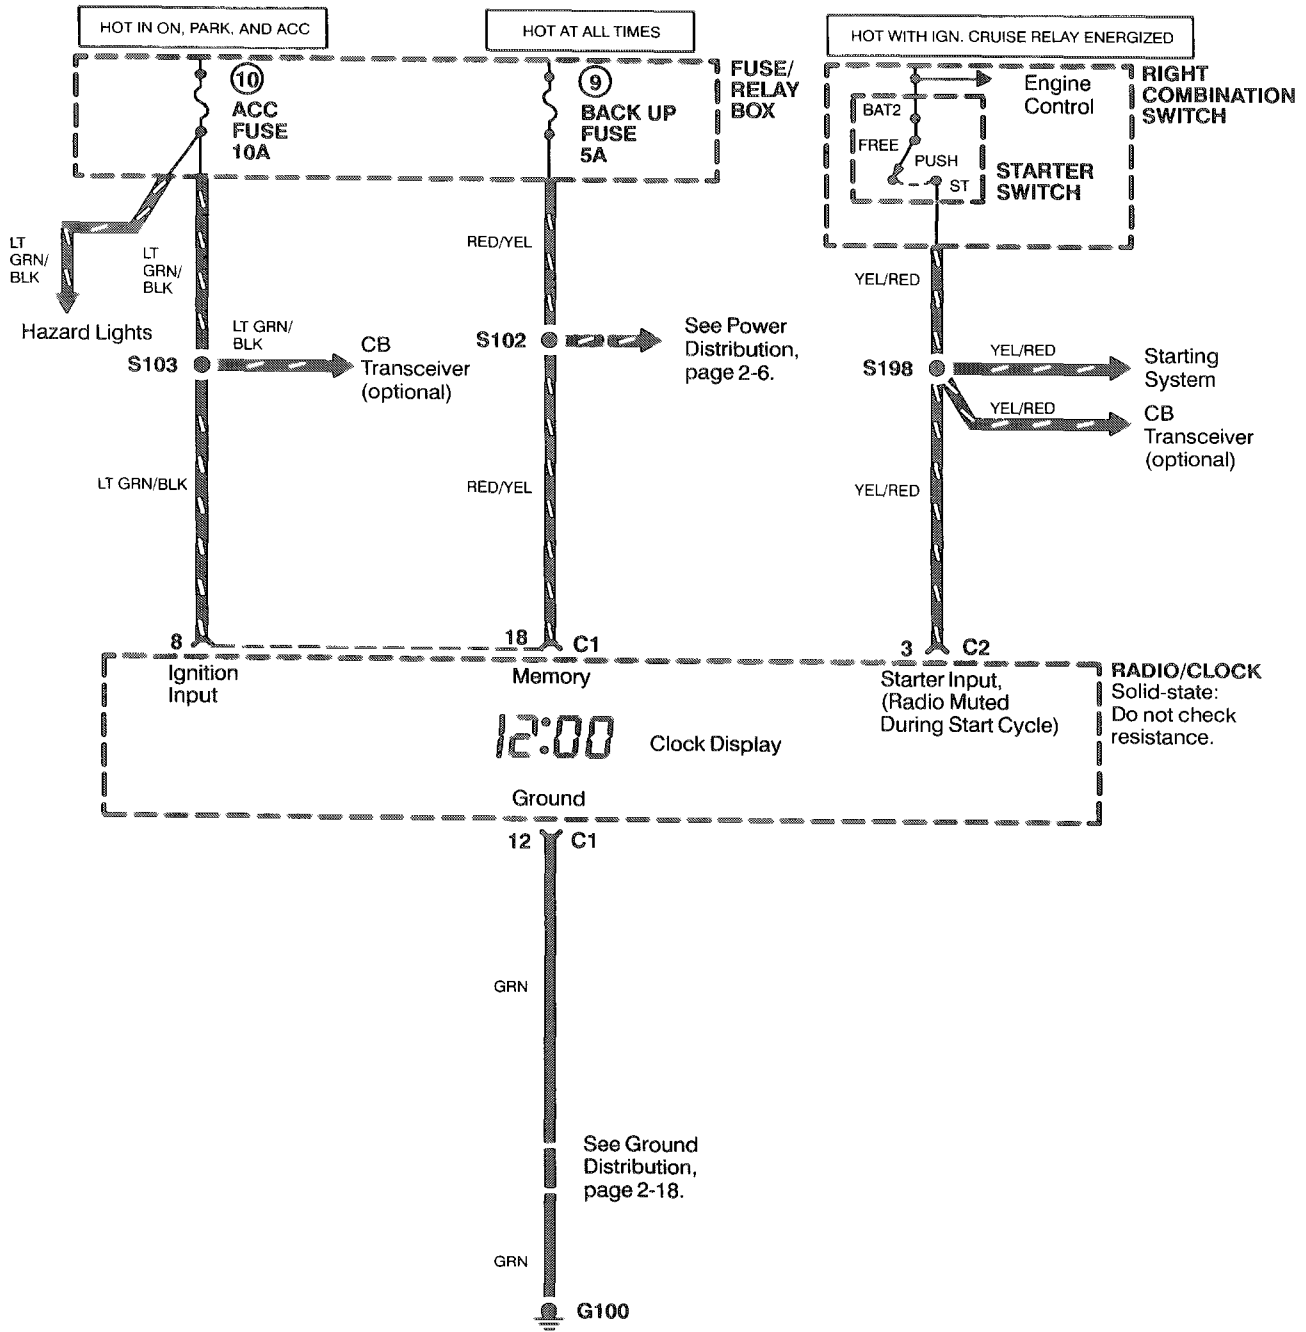 HOT IN ON, PARK, AND ACC
HOT AT ALL TIMES
HOT WITH IGN. CRUISE RELAY ENERGIZED
10
ACC
FUSE
10A
9
BACK UP
FUSE
5A
FUSE/
RELAY
BOX
Engine
Control
BAT2
FREE
PUSH
ST
STARTER
SWITCH
RIGHT
COMBINATION
SWITCH
LT
GRN/
BLK
LT
GRN/
BLK
RED/YEL
YEL/RED
Hazard Lights
S103
LT GRN/
BLK
CB
Transceiver
(optional)
S102
See Power
Distribution,
page 2-6.
S198
YEL/RED
Starting
System
YEL/RED
CB
Transceiver
(optional)
LT GRN/BLK
RED/YEL
YEL/RED
8
18
C1
3
C2
Ignition
Input
Memory
Starter Input,
(Radio Muted
During Start Cycle)
RADIO/CLOCK
Solid-state:
Do not check
resistance.
12:00
Clock Display
Ground
12
C1
GRN
See Ground
Distribution,
page 2-18.
GRN
G100